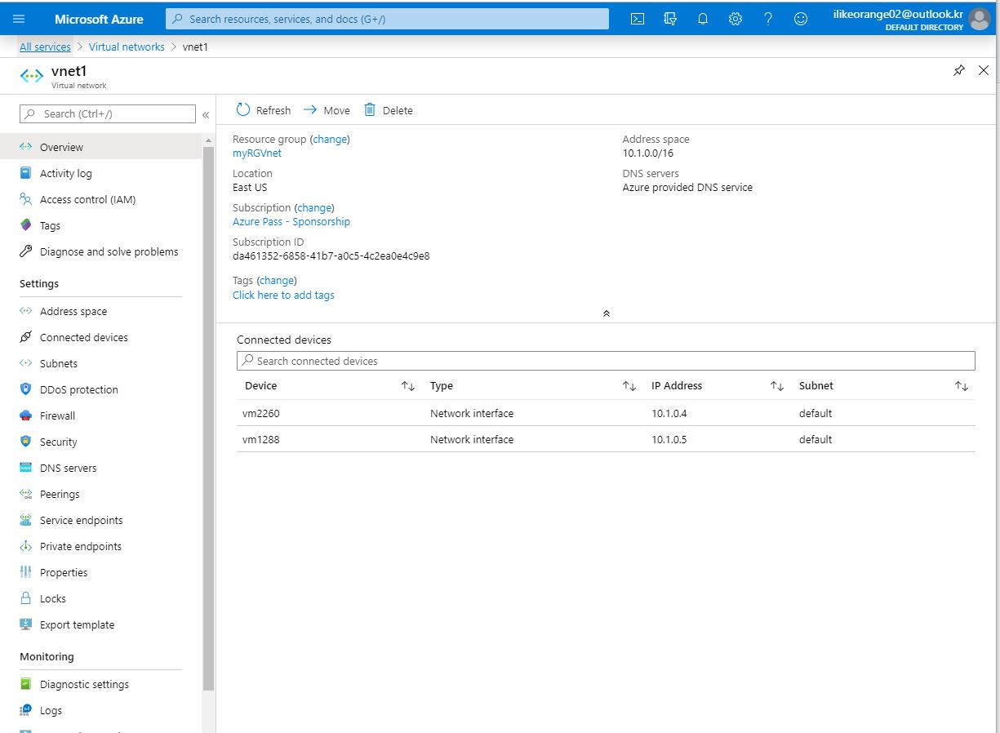 Microsoft Azure
Search resources, services, and docs (G+/)
ilikeorange02@outlook.kr
DEFAULT DIRECTORY
All services > Virtual networks > vnet1
vnet1
Virtual network
Search (Ctrl+/)
«
Overview
Activity log
Access control (IAM)
Tags
Diagnose and solve problems
Settings
Address space
Connected devices
Subnets
DDoS protection
Firewall
Security
DNS servers
Peerings
Service endpoints
Private endpoints
Properties
Locks
Export template
Monitoring
Diagnostic settings
Logs
Refresh Move Delete
Resource group (change)
myRGVnet
Location
East US
Subscription (change)
Azure Pass - Sponsorship
Subscription ID
da461352-6858-41b7-a0c5-4c2ea0e4c9e8
Tags (change)
Click here to add tags
Address space
10.1.0.0/16
DNS servers
Azure provided DNS service
Connected devices
Search connected devices
Device Type IP Address Subnet
vm2260 Network interface 10.1.0.4 default
vm1288 Network interface 10.1.0.5 default